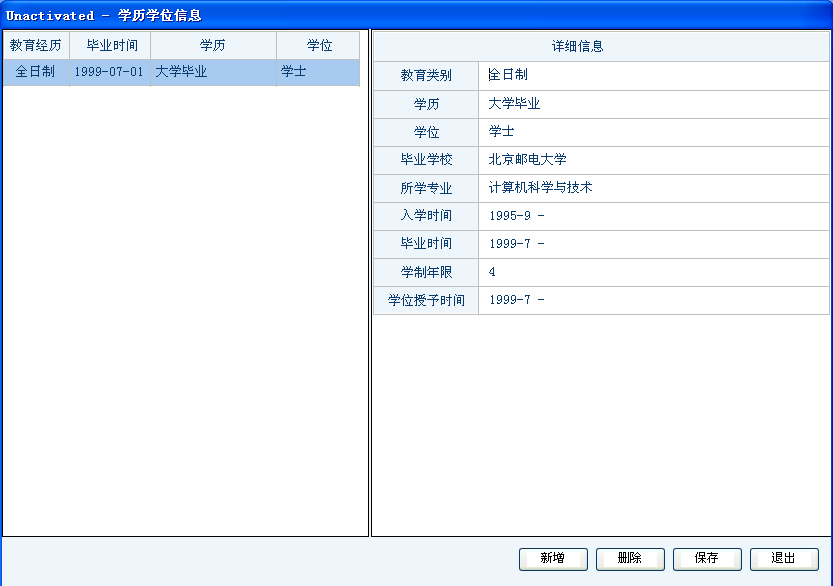 Unactivated - 学历学位信息
教育经历 毕业时间 学历 学位
全日制 1999-07-01 大学毕业 学士
详细信息
教育类别 全日制
学历 大学毕业
学位 学士
毕业学校 北京邮电大学
所学专业 计算机科学与技术
入学时间 1995-9 -
毕业时间 1999-7 -
学制年限 4
学位授予时间 1999-7 -
新增 删除 保存 退出